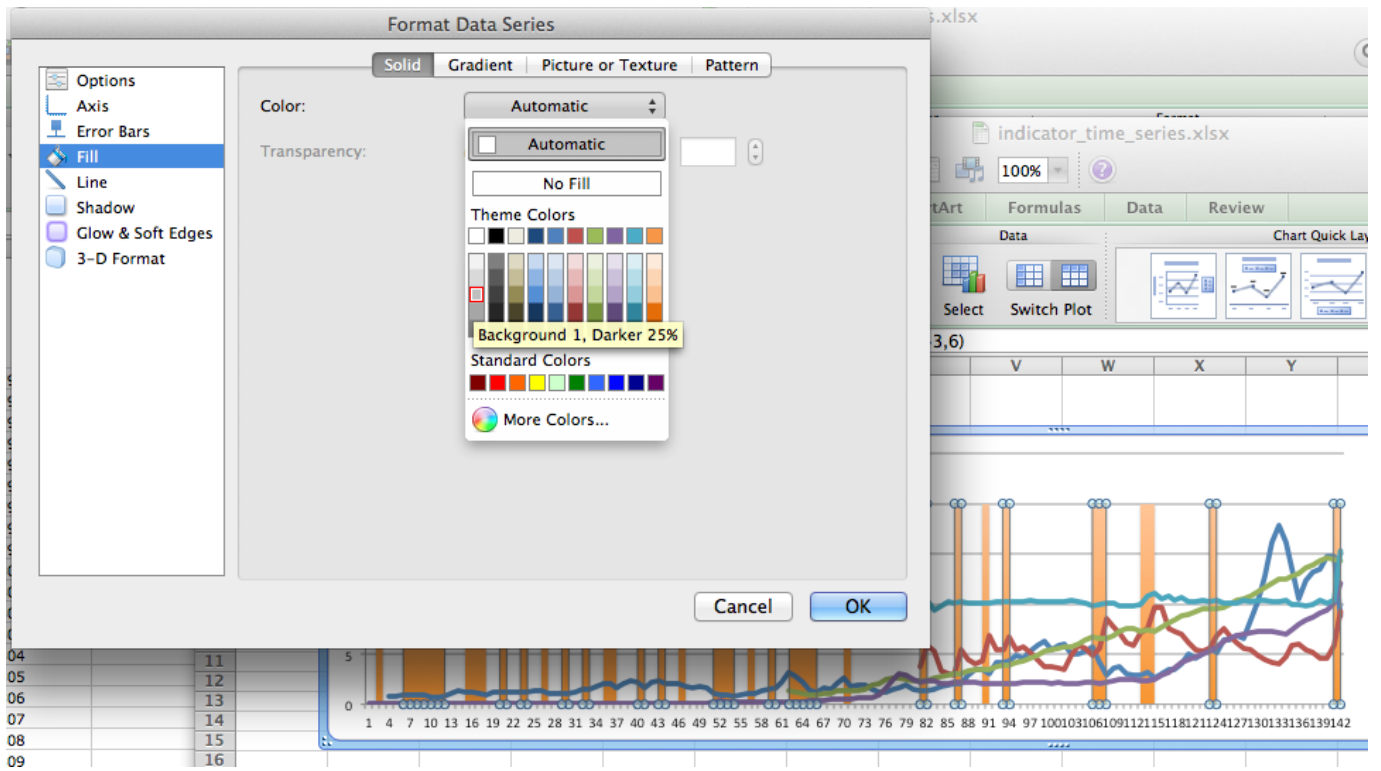 Format Data Series
s.xlsx
Solid
Gradient
Picture or Texture
Pattern
Options
Axis
Error Bars
Fill
Line
Shadow
Glow & Soft Edges
3-D Format
Color:
Automatic
Transparency:
Automatic
No Fill
Theme Colors
Background 1, Darker 25%
Standard Colors
More Colors...
Cancel
OK
indicator_time_series.xlsx
100%
?
tArt
Formulas
Data
Review
Data
Chart Quick Lay
Select
Switch Plot
3,6)
V
W
X
Y
04
05
06
07
08
09
11
12
13
14
15
16
5
0
1 4 7 10 13 16 19 22 25 28 31 34 37 40 43 46 49 52 55 58 61 64 67 70 73 76 79 82 85 88 91 94 97 100103106109112115118121124127130133136139142